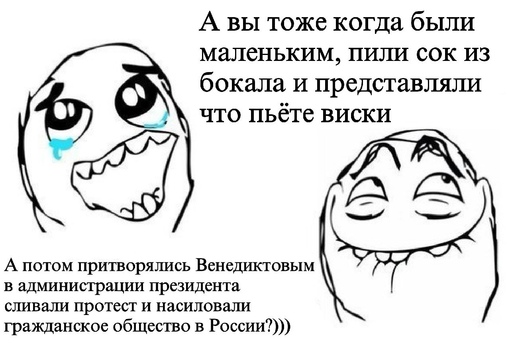 А вы тоже когда были
маленьким, пили сок из
бокала и представляли
что пьёте виски
А потом притворялись Венедиктовым
в администрации президента
сливали протест и насиловали
гражданское общество в России?)))